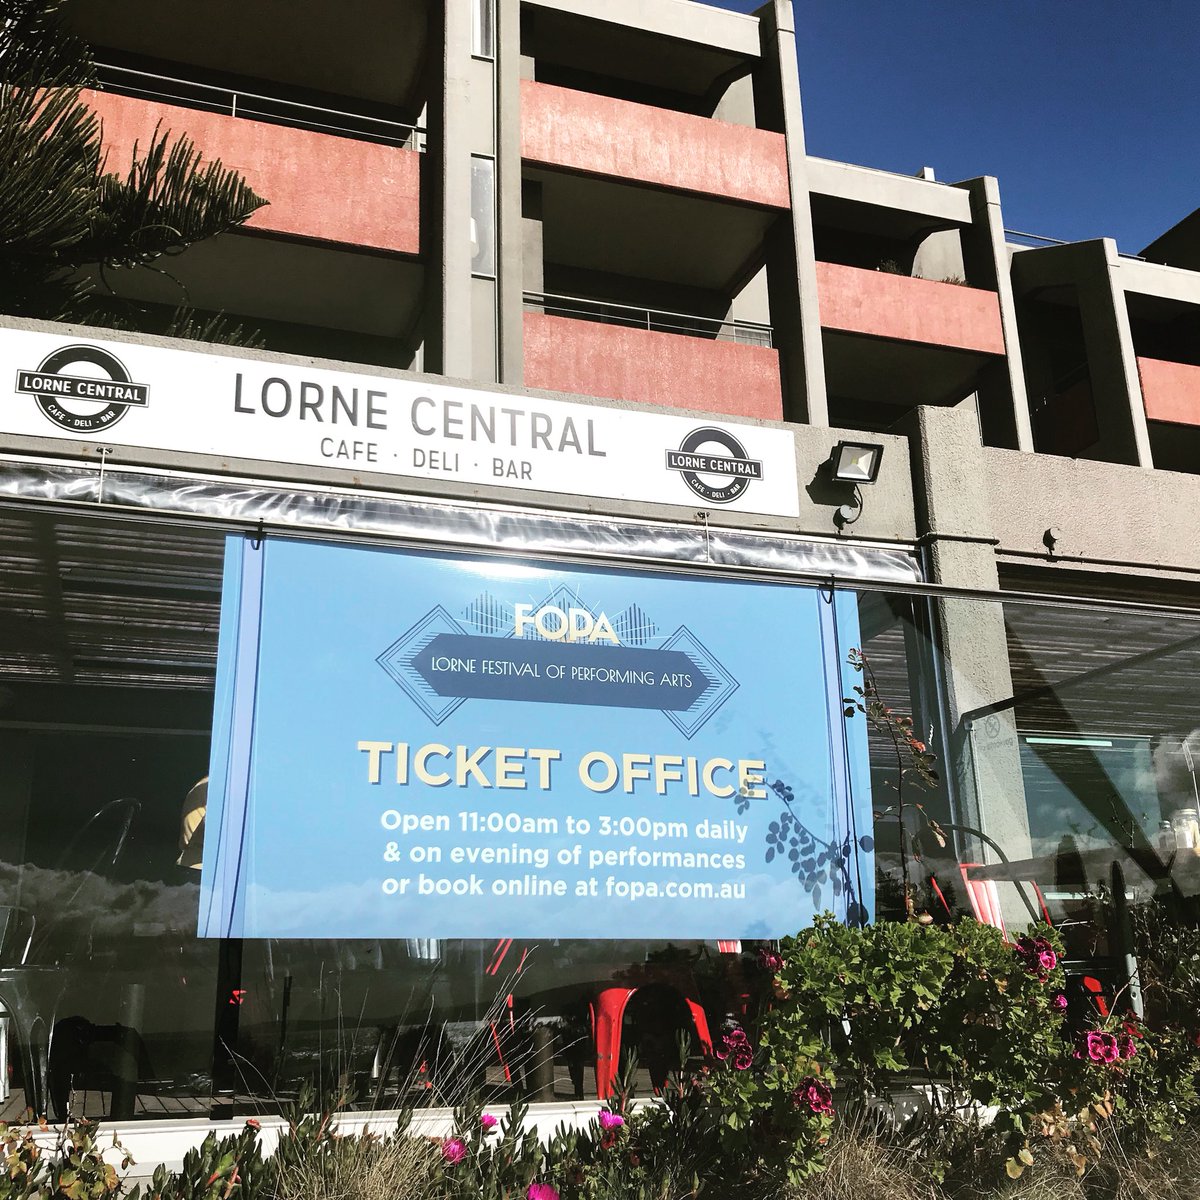 LORNE CENTRAL
CAFE · DELI · BAR
LORNE CENTRAL
CAFE · DELI · BAR
LORNE CENTRAL
CAFE · DELI · BAR
FOPA
LORNE FESTIVAL OF PERFORMING ARTS
TICKET OFFICE
Open 11:00am to 3:00pm daily
& on evening of performances
or book online at fopa.com.au